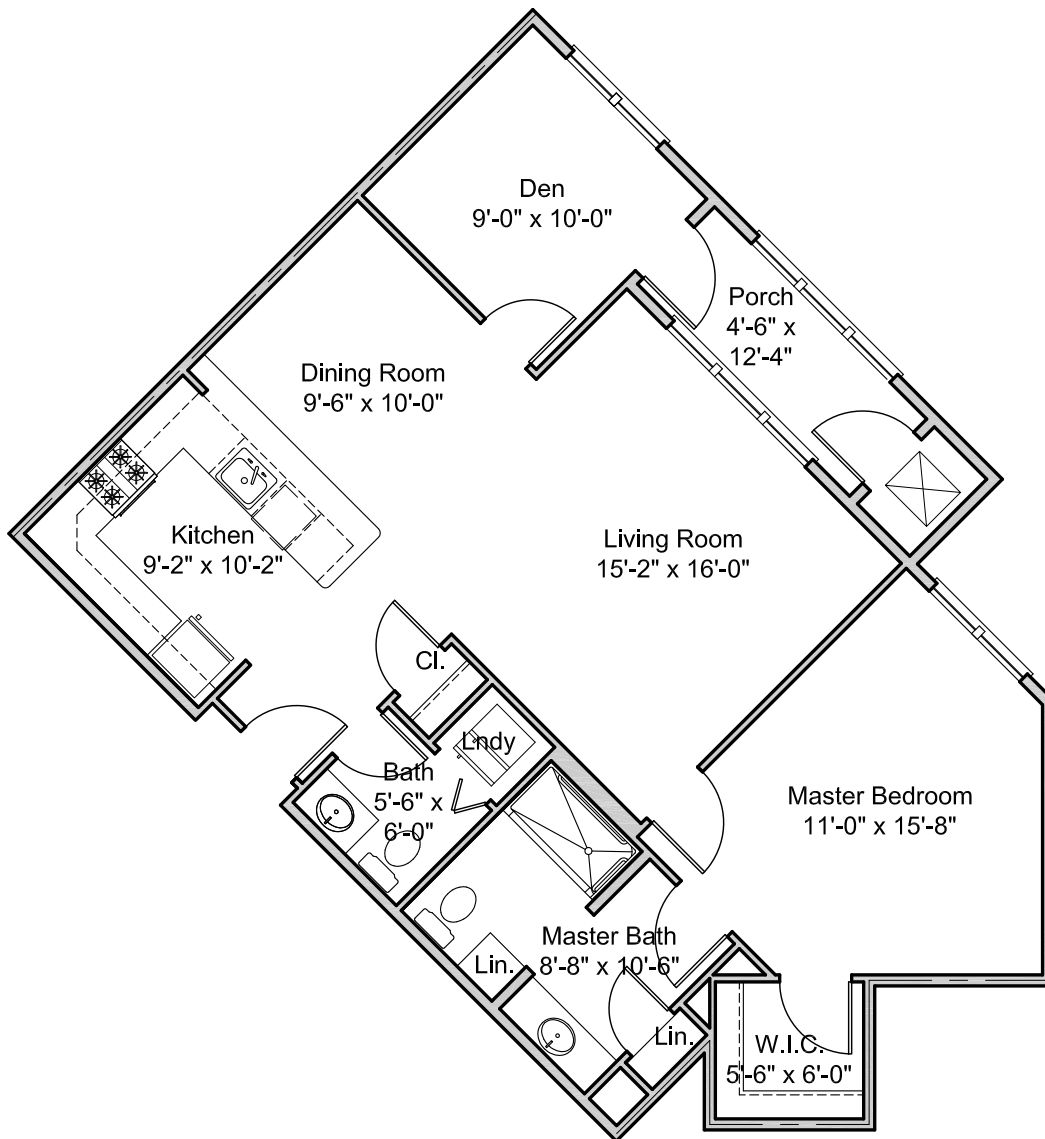 Den
9'-0" x 10'-0"
Porch
4'-6" x
12'-4"
Dining Room
9'-6" x 10'-0"
Kitchen
9'-2" x 10'-2"
Living Room
15'-2" x 16'-0"
Cl.
Lndy
Bath
5'-6" x
6'-0"
Master Bedroom
11'-0" x 15'-8"
Master Bath
8'-8" x 10'-6"
Lin.
Lin.
W.I.C.
5'-6" x 6'-0"